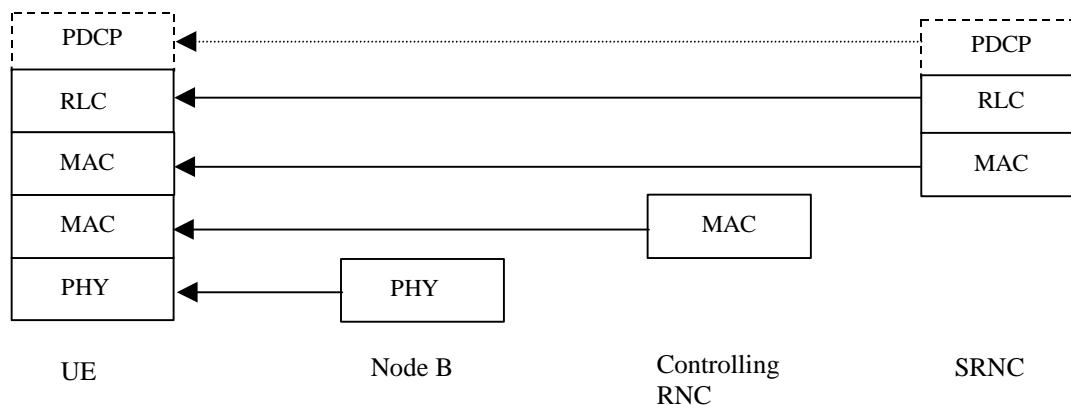 PDCP
PDCP
RLC
RLC
MAC
MAC
MAC
MAC
PHY
PHY
UE
Node B
Controlling
RNC
SRNC